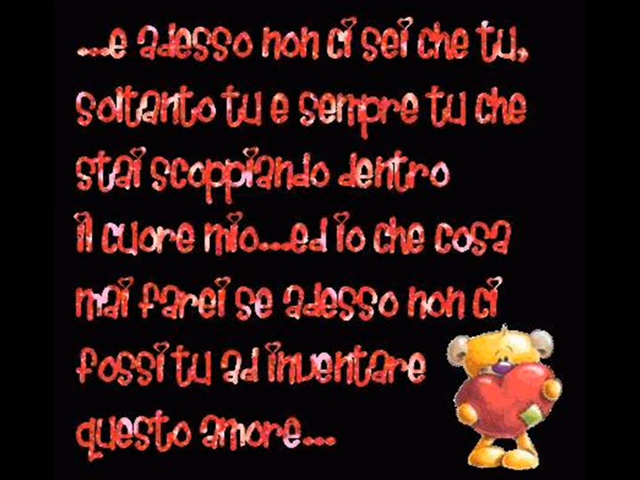 ...e adesso non ci sei che tu,
soltanto tu e sempre tu che
stai scoppiando dentro
il cuore mio...ed io che cosa
mai farei se adesso non ci
fossi tu ad inventare
questo amore...